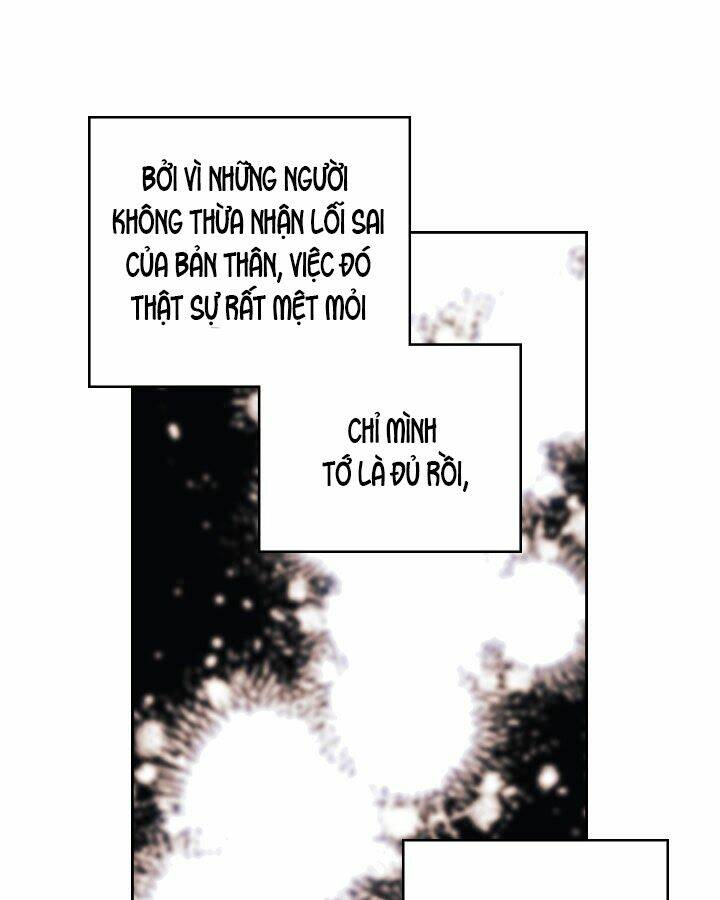 BỞI VÌ NHỮNG NGƯỜI
KHÔNG THỪA NHẬN LỖI SAI
CỦA BẢN THÂN, VIỆC ĐÓ
THẬT SỰ RẤT MỆT MỎI
CHỈ MÌNH
TỚ LÀ ĐỦ RỒI,